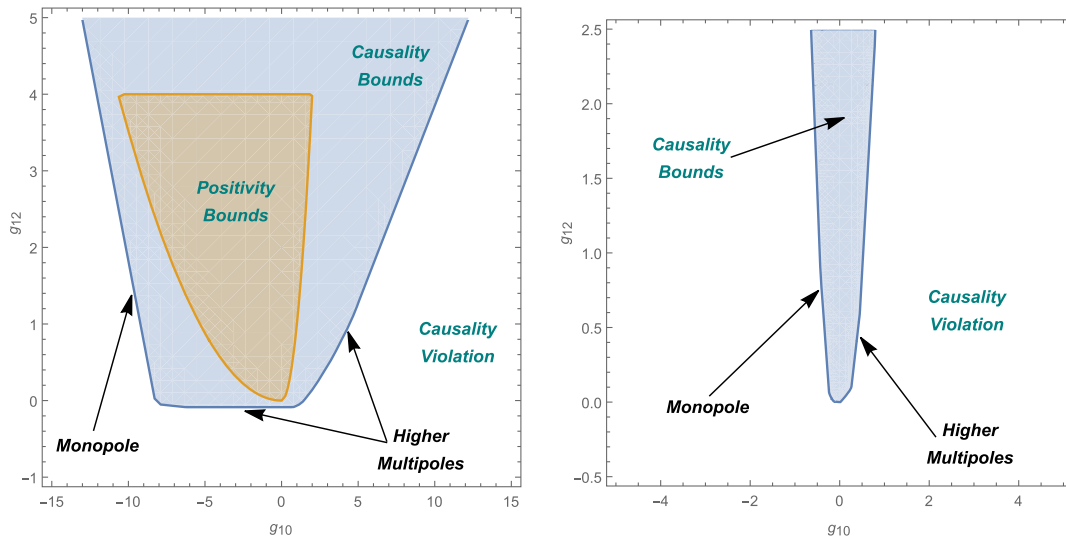 5
4
3
2
1
0
−1
g12
−15
−10
−5
0
5
10
15
g10
Causality
Bounds
Positivity
Bounds
Causality
Violation
Monopole
Higher
Multipoles
2.5
2.0
1.5
1.0
0.5
0.0
−0.5
g12
−4
−2
0
2
4
g10
Causality
Bounds
Causality
Violation
Monopole
Higher
Multipoles